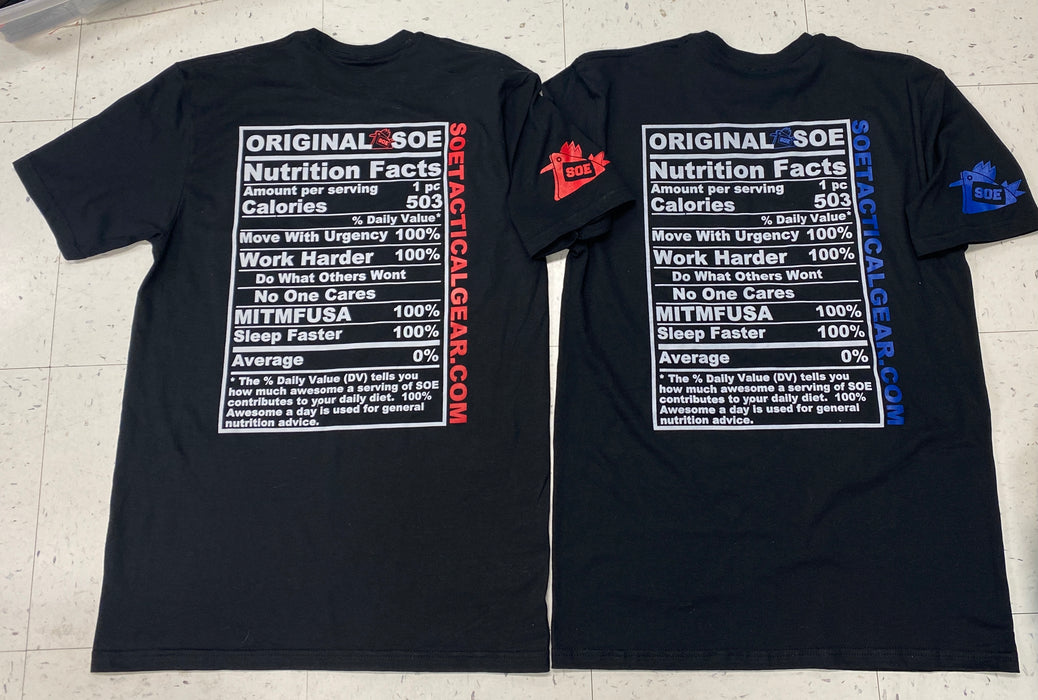 ORIGINAL SOE SOE
Nutrition Facts
Amount per serving 1 pc
Calories 503
% Daily Value*
Move With Urgency 100%
Work Harder 100%
Do What Others Wont
No One Cares
MITMFUSA 100%
Sleep Faster 100%
Average 0%
* The % Daily Value (DV) tells you
how much awesome a serving of SOE
contributes to your daily diet. 100%
Awesome a day is used for general
nutrition advice.
SOETACTICALGEAR.COM
SOE
ORIGINAL SOE SOE
Nutrition Facts
Amount per serving 1 pc
Calories 503
% Daily Value*
Move With Urgency 100%
Work Harder 100%
Do What Others Wont
No One Cares
MITMFUSA 100%
Sleep Faster 100%
Average 0%
* The % Daily Value (DV) tells you
how much awesome a serving of SOE
contributes to your daily diet. 100%
Awesome a day is used for general
nutrition advice.
SOETACTICALGEAR.COM
SOE